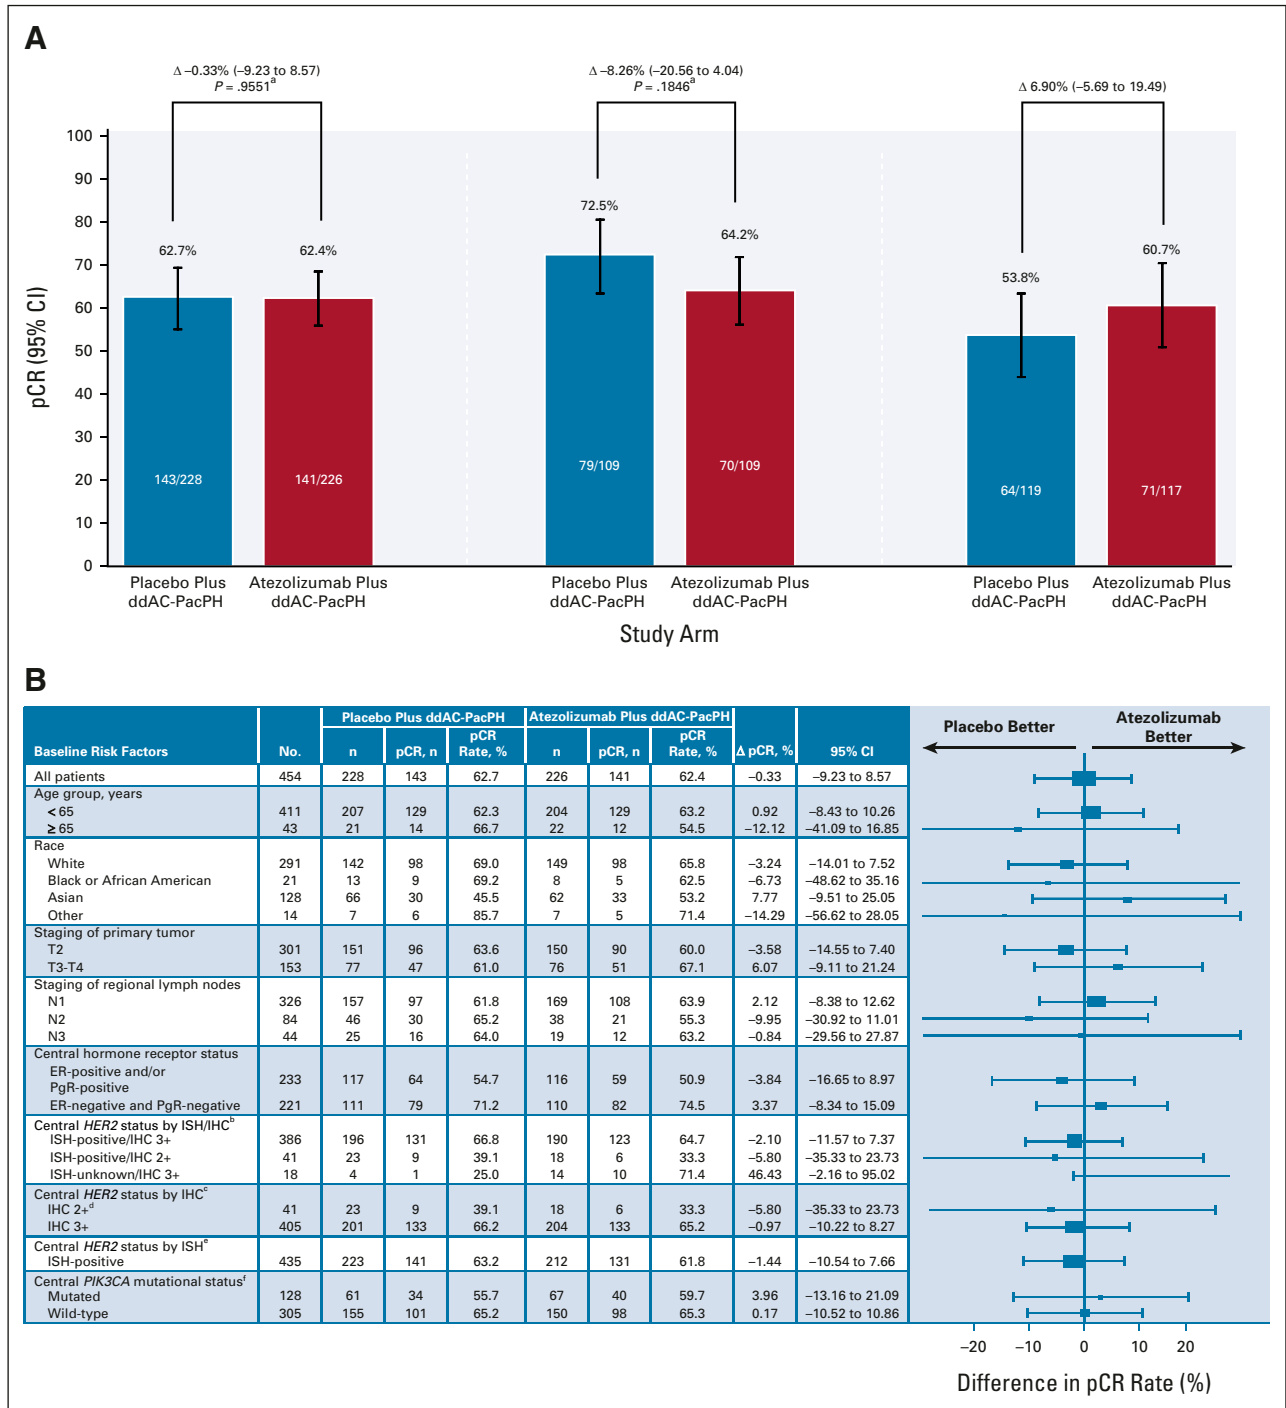 A
Δ –0.33% (–9.23 to 8.57)
P = .9551a
Δ –8.26% (–20.56 to 4.04)
P = .1846a
Δ 6.90% (–5.69 to 19.49)
pCR (95% CI)
100
90
80
70
60
50
40
30
20
10
0
62.7%
62.4%
72.5%
64.2%
53.8%
60.7%
143/228
141/226
79/109
70/109
64/119
71/117
Placebo Plus
ddAC-PacPH
Atezolizumab Plus
ddAC-PacPH
Placebo Plus
ddAC-PacPH
Atezolizumab Plus
ddAC-PacPH
Placebo Plus
ddAC-PacPH
Atezolizumab Plus
ddAC-PacPH
Study Arm
B
Placebo Plus ddAC-PacPH Atezolizumab Plus ddAC-PacPH
Baseline Risk Factors No. n pCR, n pCR Rate, % n pCR, n pCR Rate, % Δ pCR, % 95% CI
Placebo Better Atezolizumab Better
All patients 454 228 143 62.7 226 141 62.4 –0.33 –9.23 to 8.57
Age group, years
< 65 411 207 129 62.3 204 129 63.2 0.92 –8.43 to 10.26
≥ 65 43 21 14 66.7 22 12 54.5 –12.12 –41.09 to 16.85
Race
White 291 142 98 69.0 149 98 65.8 –3.24 –14.01 to 7.52
Black or African American 21 13 9 69.2 8 5 62.5 –6.73 –48.62 to 35.16
Asian 128 66 30 45.5 62 33 53.2 7.77 –9.51 to 25.05
Other 14 7 6 85.7 7 5 71.4 –14.29 –56.62 to 28.05
Staging of primary tumor
T2 301 151 96 63.6 150 90 60.0 –3.58 –14.55 to 7.40
T3-T4 153 77 47 61.0 76 51 67.1 6.07 –9.11 to 21.24
Staging of regional lymph nodes
N1 326 157 97 61.8 169 108 63.9 2.12 –8.38 to 12.62
N2 84 46 30 65.2 38 21 55.3 –9.95 –30.92 to 11.01
N3 44 25 16 64.0 19 12 63.2 –0.84 –29.56 to 27.87
Central hormone receptor status
ER-positive and/or
PgR-positive 233 117 64 54.7 116 59 50.9 –3.84 –16.65 to 8.97
ER-negative and PgR-negative 221 111 79 71.2 110 82 74.5 3.37 –8.34 to 15.09
Central HER2 status by ISH/IHCb
ISH-positive/IHC 3+ 386 196 131 66.8 190 123 64.7 –2.10 –11.57 to 7.37
ISH-positive/IHC 2+ 41 23 9 39.1 18 6 33.3 –5.80 –35.33 to 23.73
ISH-unknown/IHC 3+ 18 4 1 25.0 14 10 71.4 46.43 –2.16 to 95.02
Central HER2 status by IHCc
IHC 2+d 41 23 9 39.1 18 6 33.3 –5.80 –35.33 to 23.73
IHC 3+ 405 201 133 66.2 204 133 65.2 –0.97 –10.22 to 8.27
Central HER2 status by ISHe
ISH-positive 435 223 141 63.2 212 131 61.8 –1.44 –10.54 to 7.66
Central PIK3CA mutational statusf
Mutated 128 61 34 55.7 67 40 59.7 3.96 –13.16 to 21.09
Wild-type 305 155 101 65.2 150 98 65.3 0.17 –10.52 to 10.86
–20 –10 0 10 20
Difference in pCR Rate (%)